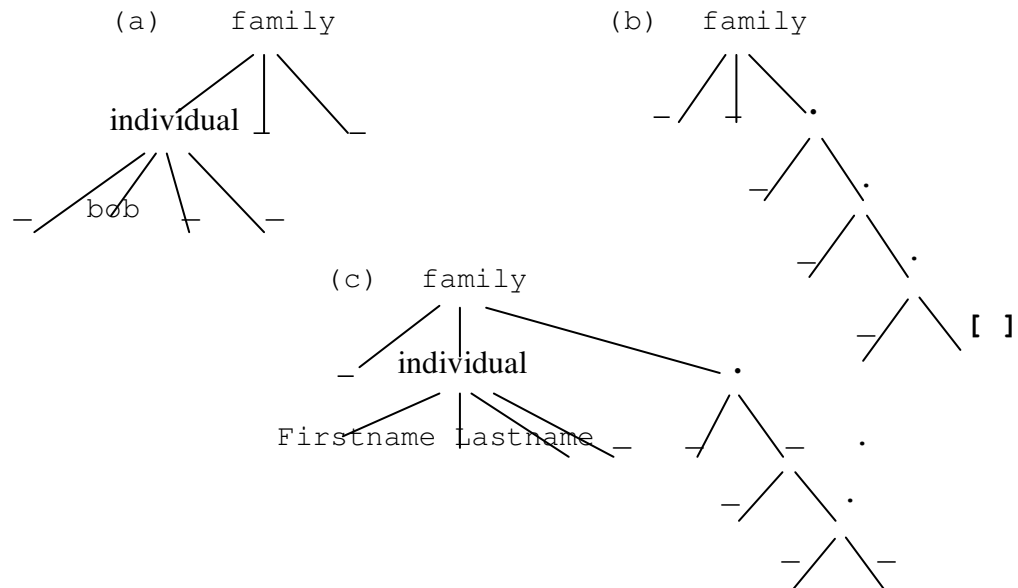 (a) family
(b) family
individual _ _
_ _ .
_ bob _ _
_ .
_ .
(c) family
_ [ ]
_ individual .
Firstname Lastname _ _ _ .
_ .
_ _